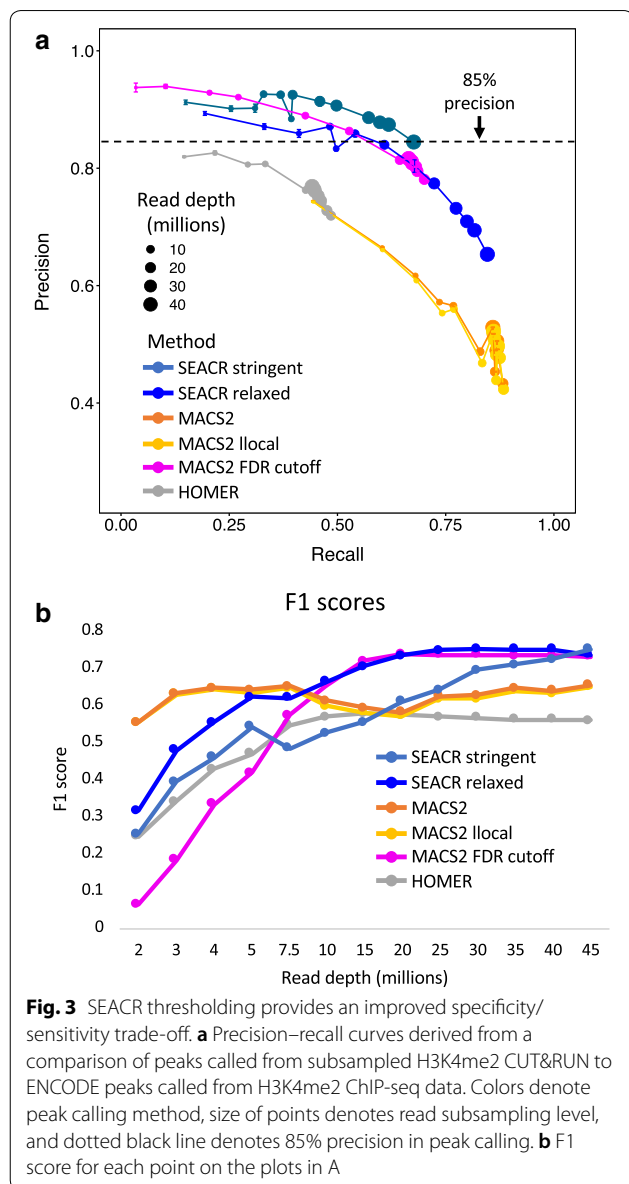 a
1.0
0.8
0.6
0.4
Precision
85%
precision
Read depth
(millions)
10
20
30
40
Method
SEACR stringent
SEACR relaxed
MACS2
MACS2 llocal
MACS2 FDR cutoff
HOMER
0.00 0.25 0.50 0.75 1.00
Recall
b
F1 scores
0.8
0.7
0.6
0.5
0.4
0.3
0.2
0.1
0
F1 score
SEACR stringent
SEACR relaxed
MACS2
MACS2 llocal
MACS2 FDR cutoff
HOMER
2 3 4 5 7.5 10 15 20 25 30 35 40 45
Read depth (millions)
Fig. 3 SEACR thresholding provides an improved specificity/
sensitivity trade-off. a Precision–recall curves derived from a
comparison of peaks called from subsampled H3K4me2 CUT&RUN to
ENCODE peaks called from H3K4me2 ChIP-seq data. Colors denote
peak calling method, size of points denotes read subsampling level,
and dotted black line denotes 85% precision in peak calling. b F1
score for each point on the plots in A